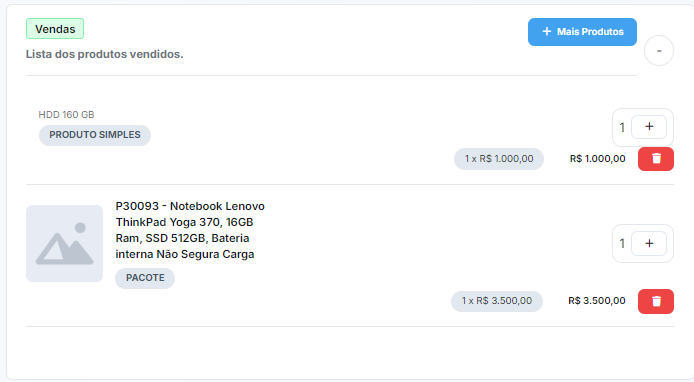 Vendas
+ Mais Produtos
Lista dos produtos vendidos.
-
HDD 160 GB
PRODUTO SIMPLES
1 +
1 x R$ 1.000,00 R$ 1.000,00
P30093 - Notebook Lenovo
ThinkPad Yoga 370, 16GB
Ram, SSD 512GB, Bateria
interna Não Segura Carga
1 +
PACOTE
1 x R$ 3.500,00 R$ 3.500,00